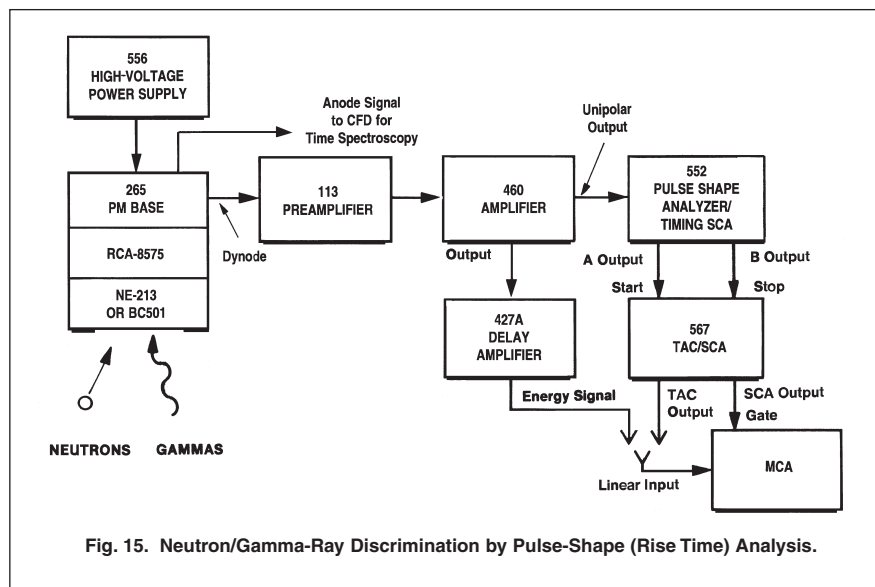 556
HIGH-VOLTAGE
POWER SUPPLY
Anode Signal
to CFD for
Time Spectroscopy
Unipolar
Output
265
PM BASE
113
PREAMPLIFIER
460
AMPLIFIER
552
PULSE SHAPE
ANALYZER/
TIMING SCA
RCA-8575
Dynode
Output
A Output
B Output
Start
Stop
NE-213
OR BC501
427A
DELAY
AMPLIFIER
567
TAC/SCA
Energy Signal
TAC
Output
SCA Output
Gate
NEUTRONS
GAMMAS
MCA
Linear Input
Fig. 15. Neutron/Gamma-Ray Discrimination by Pulse-Shape (Rise Time) Analysis.